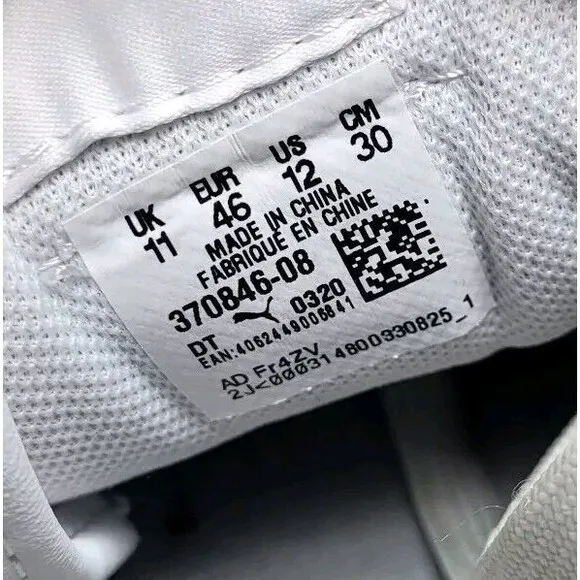 UK EUR US CM
11 46 12 30
MADE IN CHINA
FABRIQUÉ EN CHINE
370846-08
DT 0320
EAN:4062449006841
AD Fr4ZV
2J<000314800330825_1